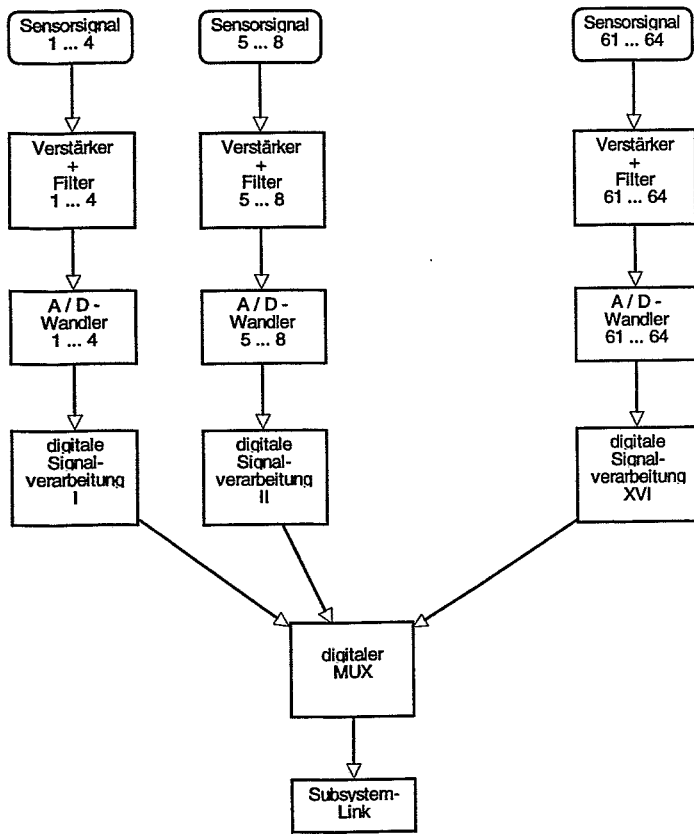 Sensorsignal
1 ... 4
Sensorsignal
5 ... 8
Sensorsignal
61 ... 64
Verstärker
+
Filter
1 ... 4
Verstärker
+
Filter
5 ... 8
Verstärker
+
Filter
61 ... 64
A / D -
Wandler
1 ... 4
A / D -
Wandler
5 ... 8
A / D -
Wandler
61 ... 64
digitale
Signal-
verarbeitung
I
digitale
Signal-
verarbeitung
II
digitale
Signal-
verarbeitung
XVI
digitaler
MUX
Subsystem-
Link